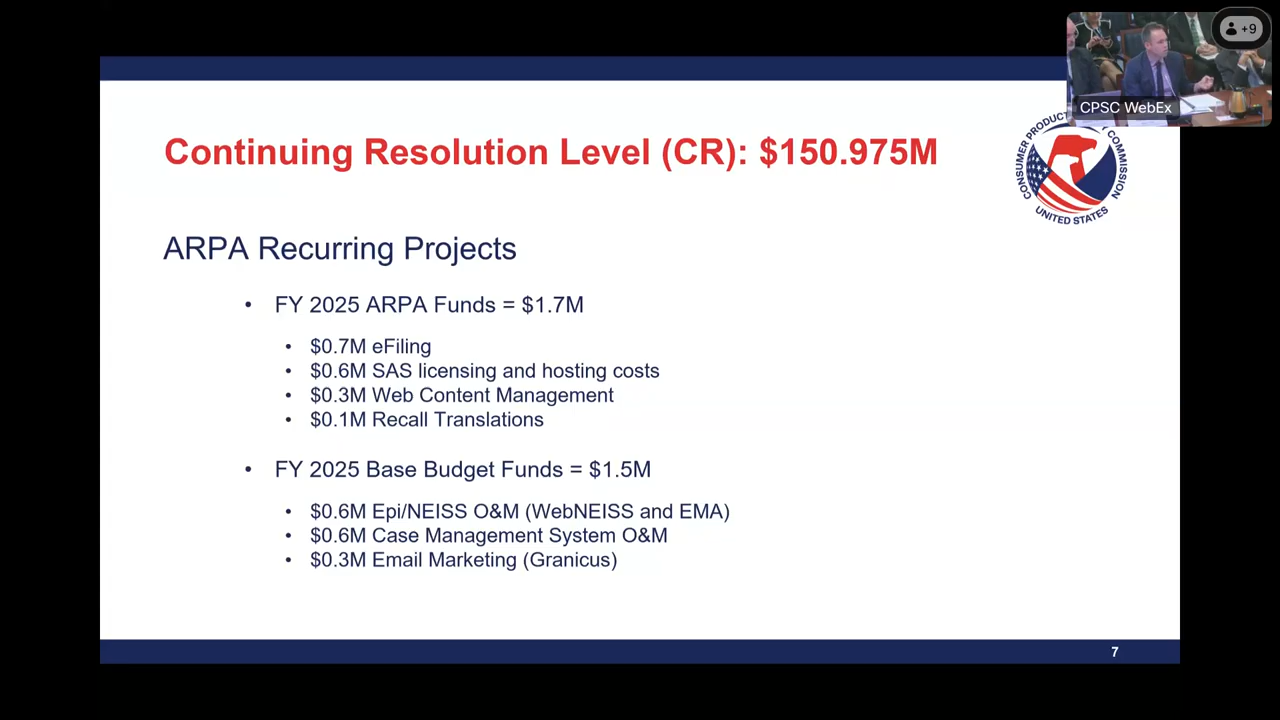 +9
CPSC WebEx
Continuing Resolution Level (CR): $150.975M
CONSUMER PRODUCT COMMISSION
UNITED STATES
ARPA Recurring Projects
• FY 2025 ARPA Funds = $1.7M
• $0.7M eFiling
• $0.6M SAS licensing and hosting costs
• $0.3M Web Content Management
• $0.1M Recall Translations
• FY 2025 Base Budget Funds = $1.5M
• $0.6M Epi/NEISS O&M (WebNEISS and EMA)
• $0.6M Case Management System O&M
• $0.3M Email Marketing (Granicus)
7